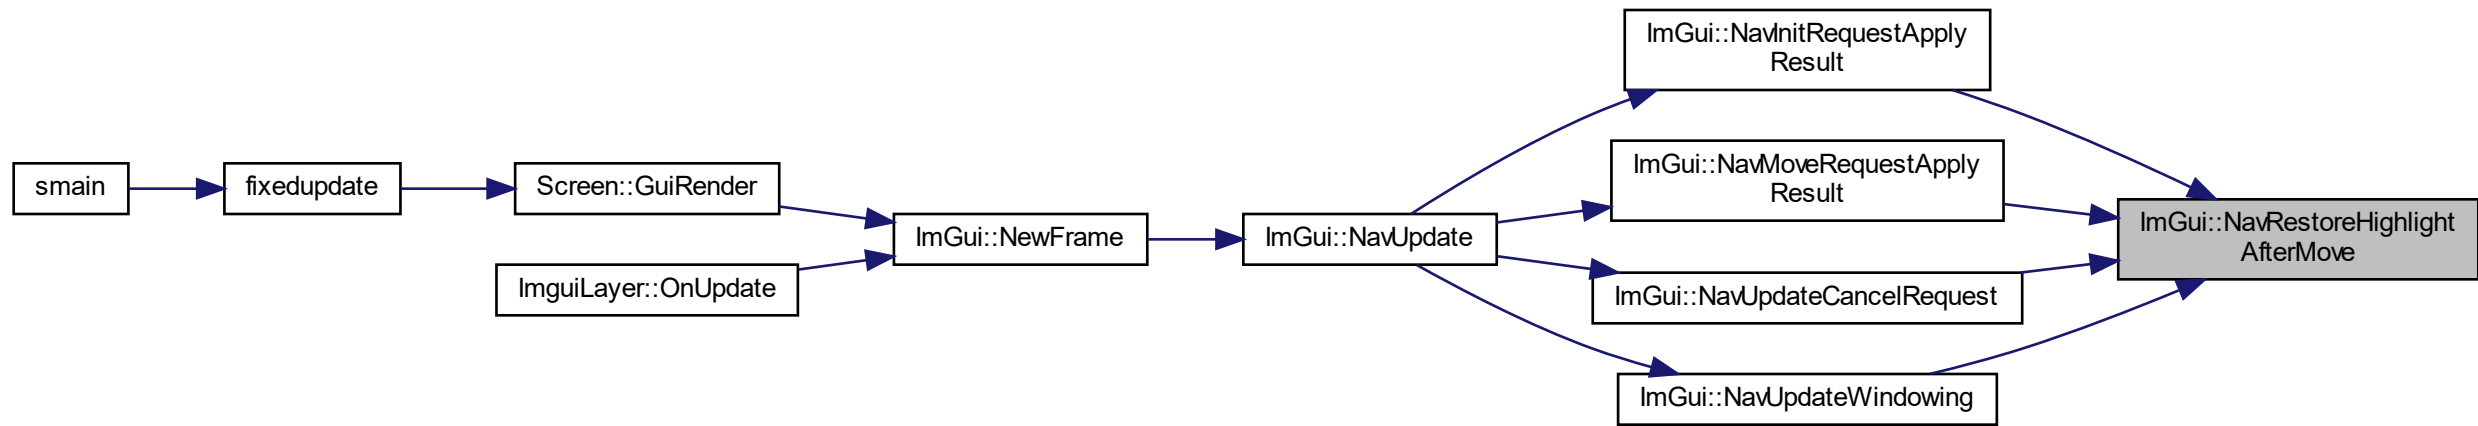 smain
fixedupdate
Screen::GuiRender
ImguiLayer::OnUpdate
ImGui::NewFrame
ImGui::NavUpdate
ImGui::NavInitRequestApply
Result
ImGui::NavMoveRequestApply
Result
ImGui::NavUpdateCancelRequest
ImGui::NavUpdateWindowing
ImGui::NavRestoreHighlight
AfterMove